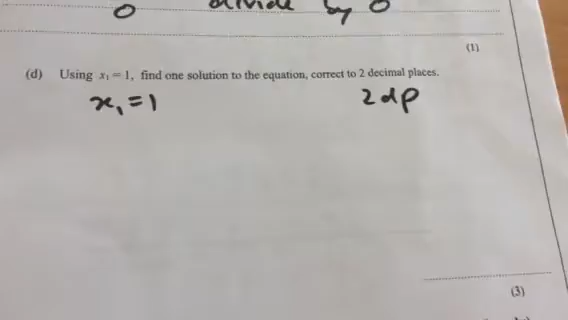 0 divide by 0
(1)
(d) Using x₁ = 1, find one solution to the equation, correct to 2 decimal places.
x₁ = 1 2dp
(3)